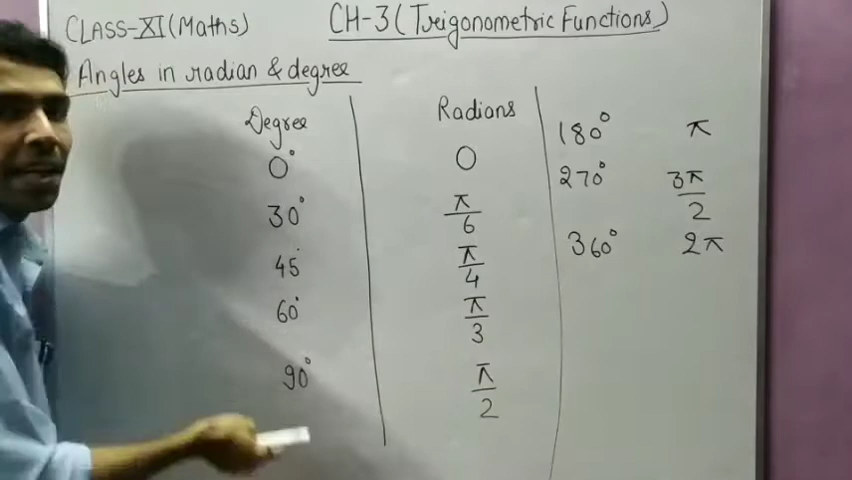 CLASS-XI (Maths)
CH-3 (Trigonometric Functions)
Angles in radian & degree
Degree Radians
0° 0
30° π/6
45° π/4
60° π/3
90° π/2
180° π
270° 3π/2
360° 2π